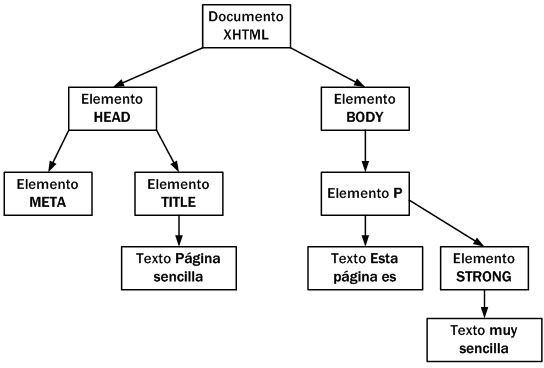 Documento
XHTML
Elemento
HEAD
Elemento
BODY
Elemento
META
Elemento
TITLE
Elemento P
Texto Página
sencilla
Texto Esta
página es
Elemento
STRONG
Texto muy
sencilla